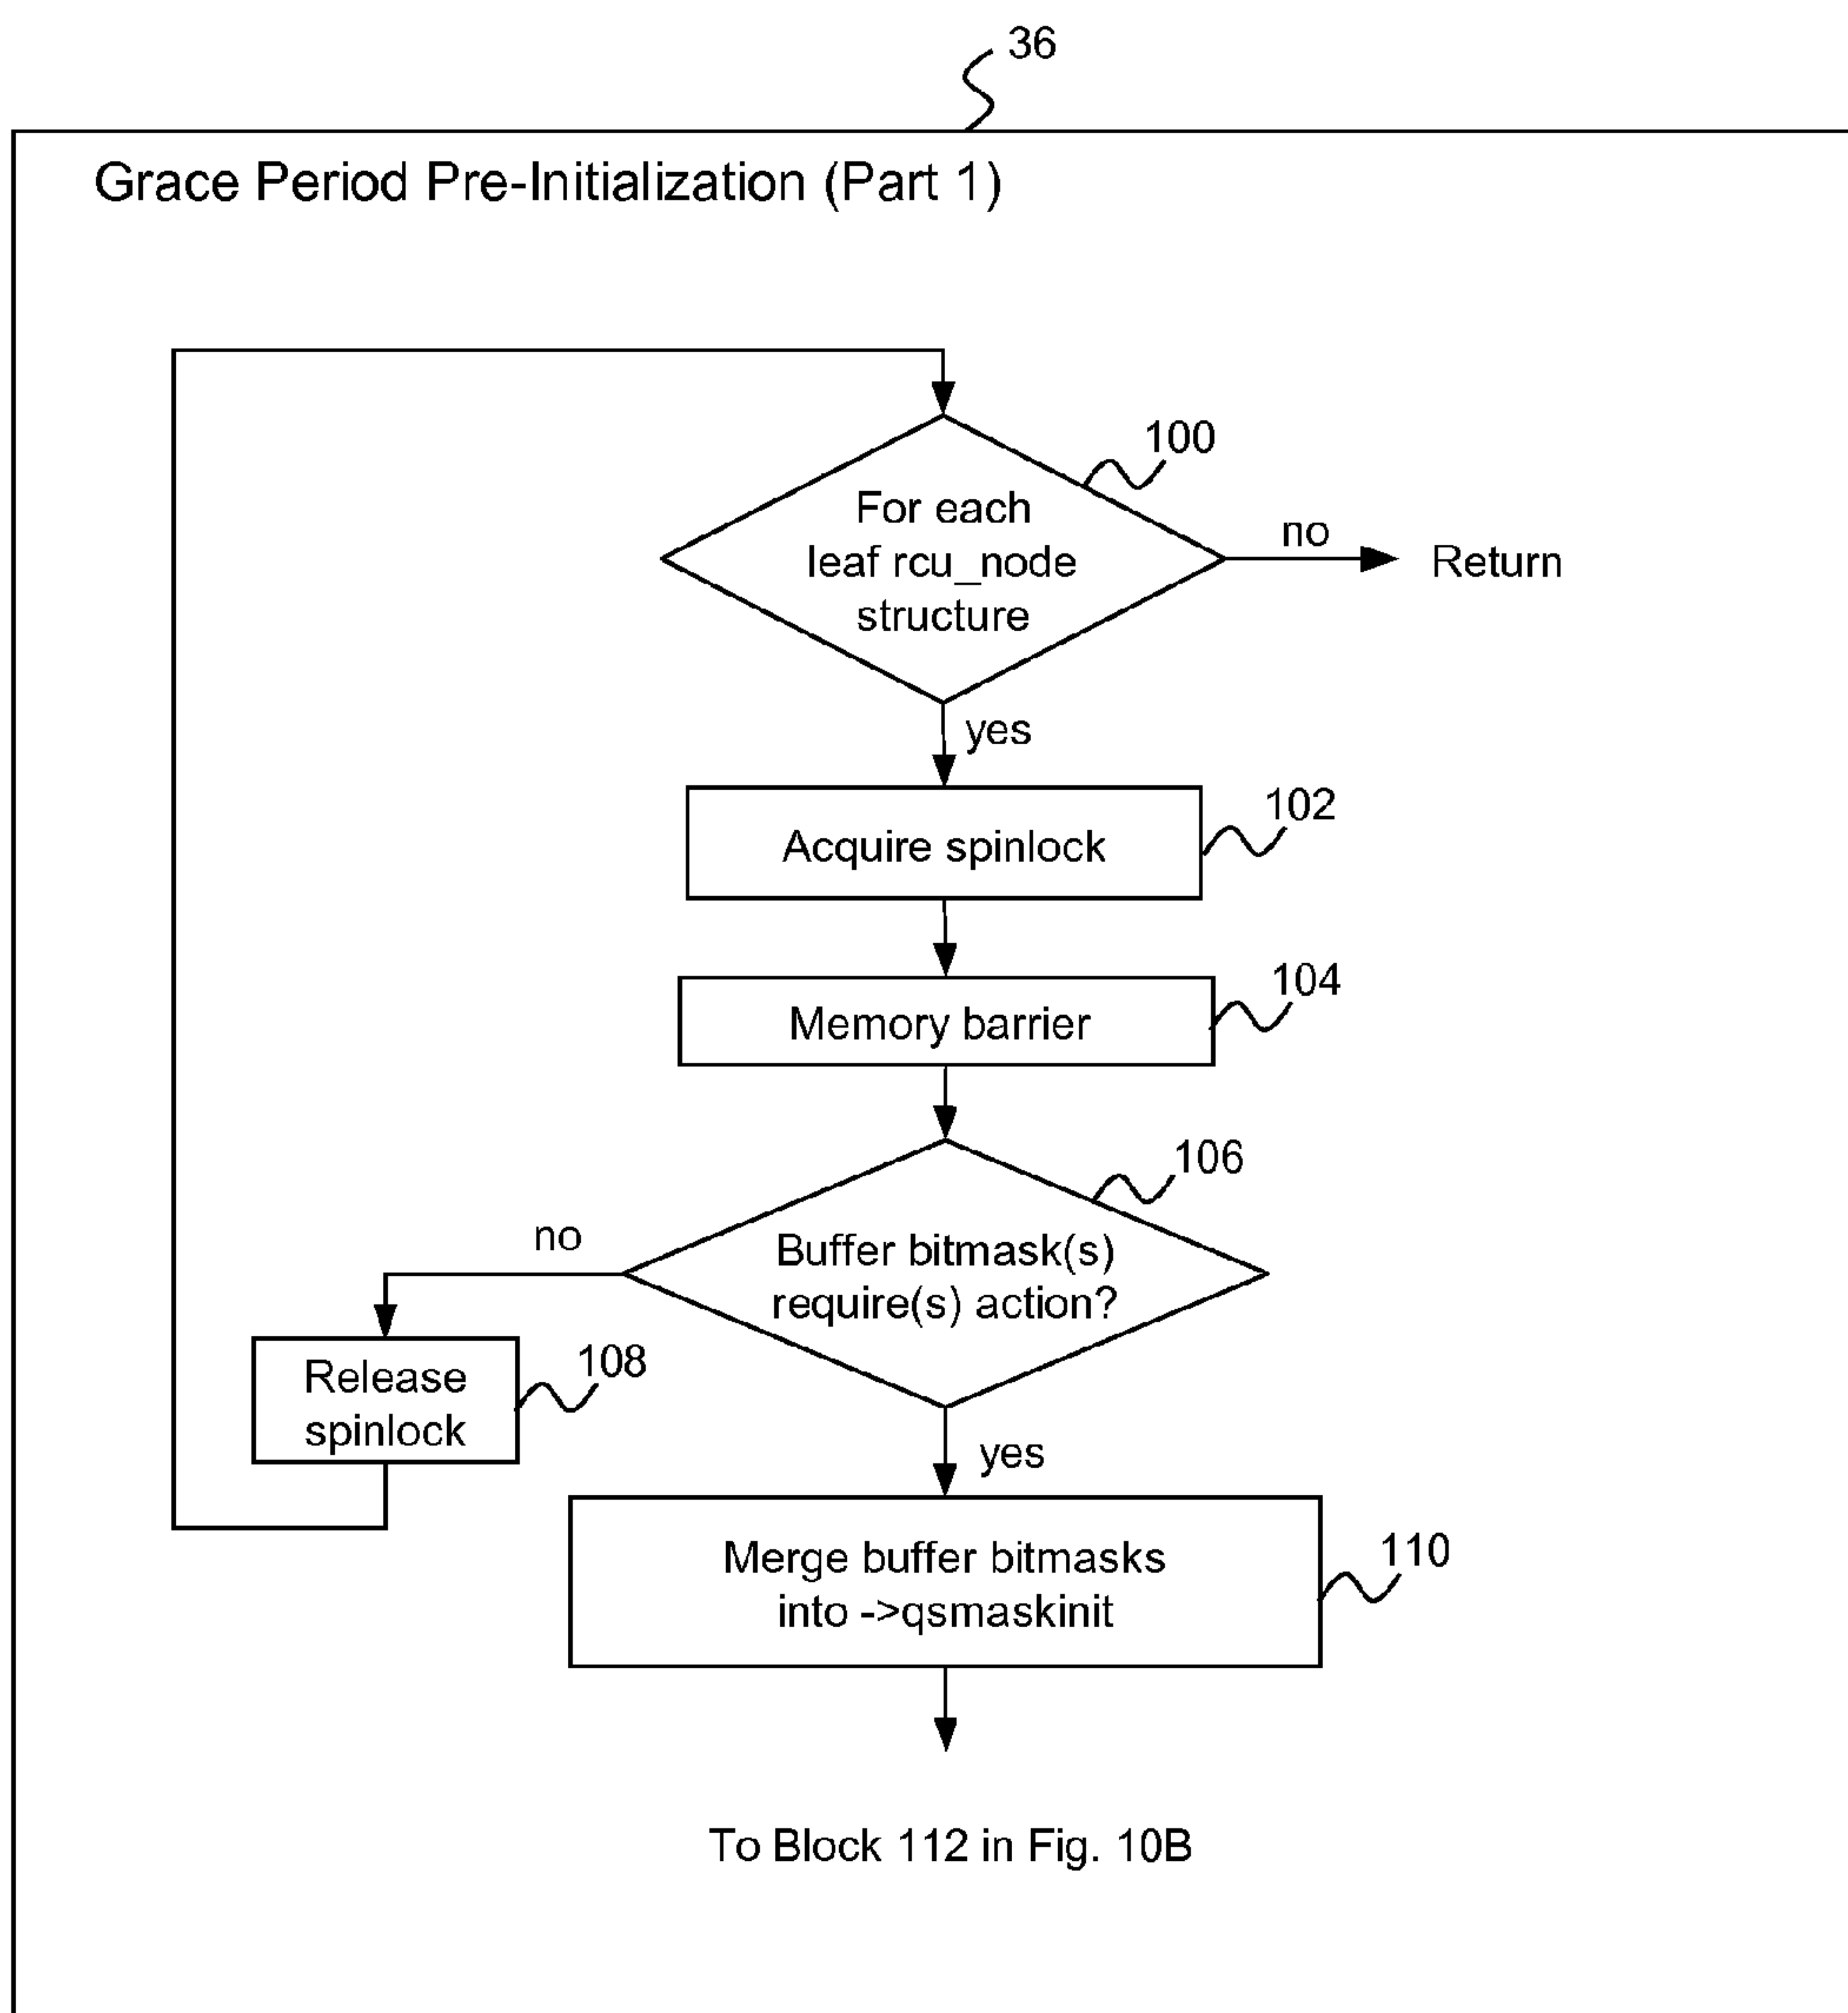 36
Grace Period Pre-Initialization (Part 1)
100
For each
leaf rcu_node
structure
no
Return
yes
102
Acquire spinlock
104
Memory barrier
106
Buffer bitmask(s)
require(s) action?
no
108
Release
spinlock
yes
110
Merge buffer bitmasks
into ->qsmaskinit
To Block 112 in Fig. 10B